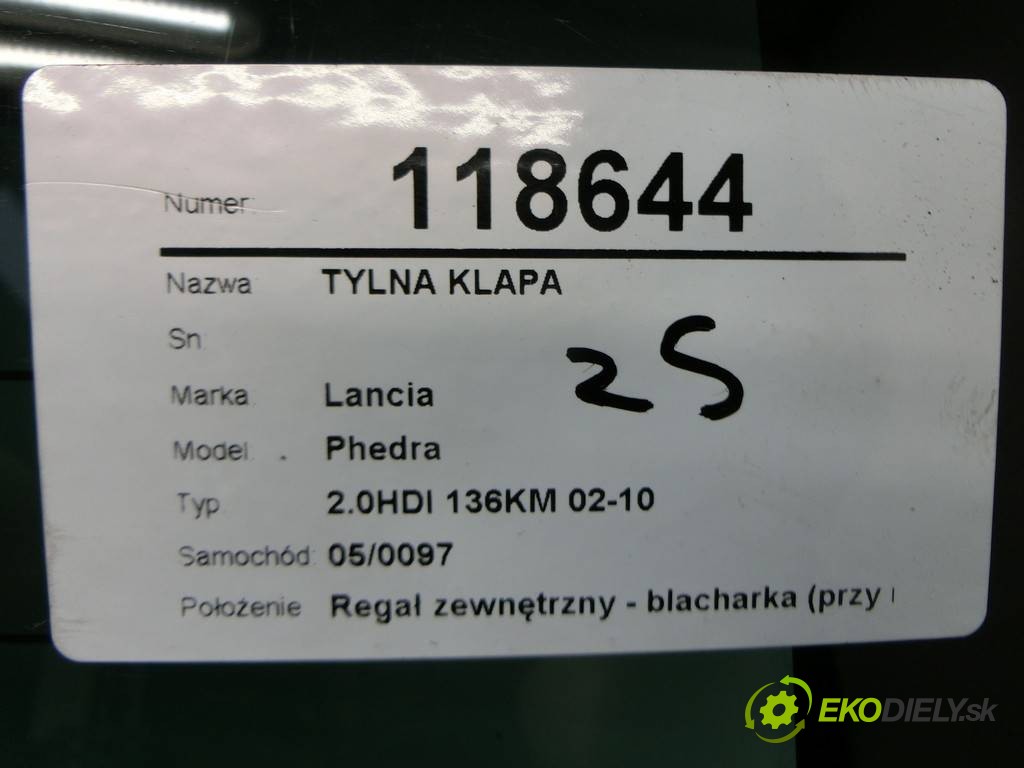 Numer: 118644
Nazwa TYLNA KLAPA
Sn
Marka Lancia
25
Model Phedra
Typ 2.0HDI 136KM 02-10
Samochód: 05/0097
Położenie Regał zewnętrzny - blacharka (przy
EKODIELY.sk